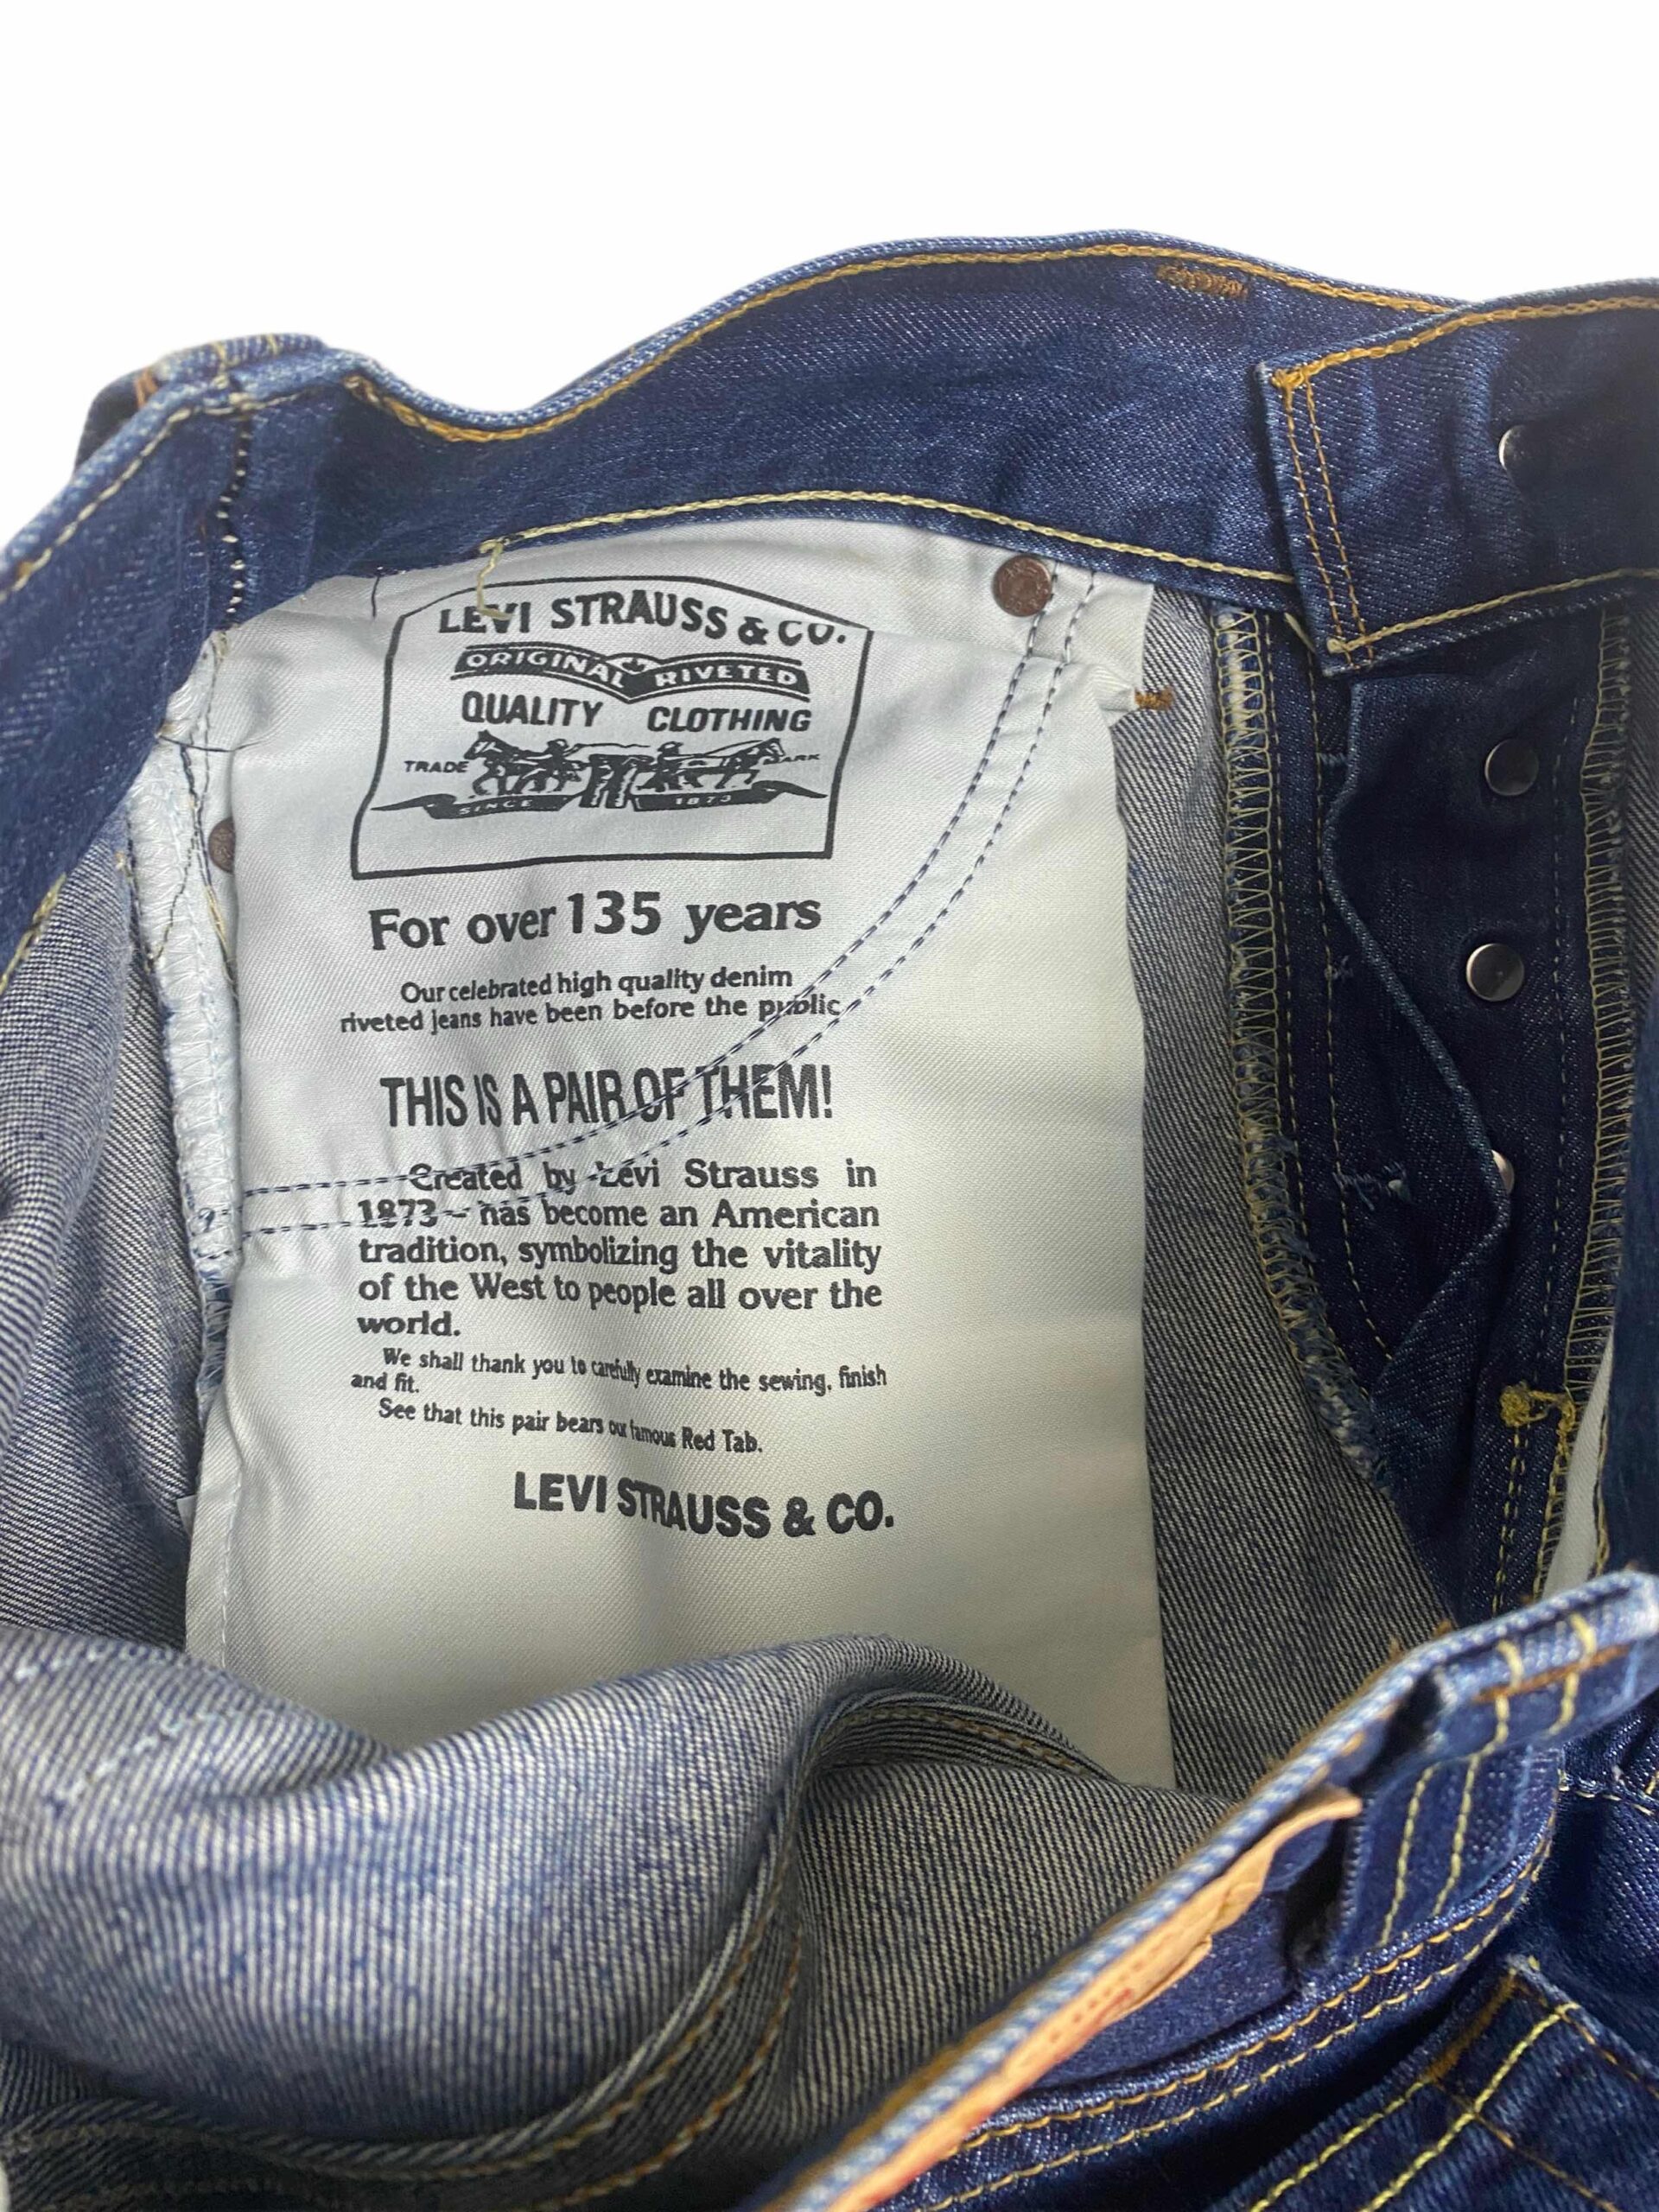 LEVI STRAUSS & CO.
ORIGINAL RIVETED
QUALITY CLOTHING
TRADE MARK
SINCE 1873
For over 135 years
Our celebrated high quality denim
riveted jeans have been before the public
THIS IS A PAIR OF THEM!
Created by Levi Strauss in
1873 - has become an American
tradition, symbolizing the vitality
of the West to people all over the
world.
We shall thank you to carefully examine the sewing, finish
and fit.
See that this pair bears our famous Red Tab.
LEVI STRAUSS & CO.